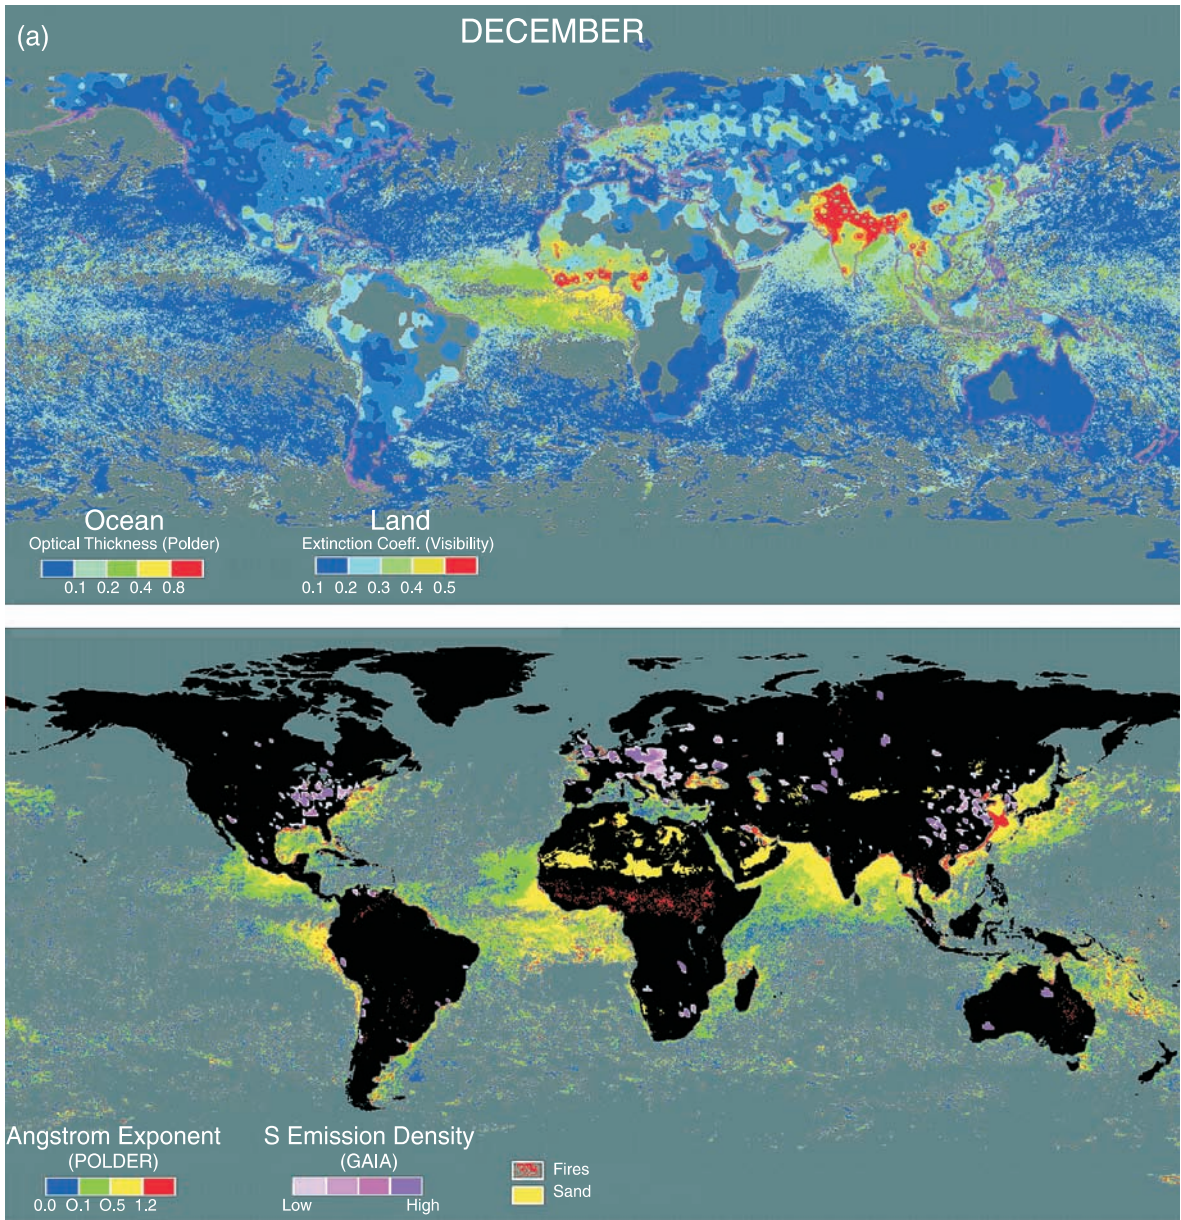 (a)
DECEMBER
Ocean
Optical Thickness (Polder)
0.1 0.2 0.4 0.8
Land
Extinction Coeff. (Visibility)
0.1 0.2 0.3 0.4 0.5
Angstrom Exponent
(POLDER)
0.0 O.1 O.5 1.2
S Emission Density
(GAIA)
Low High
Fires
Sand